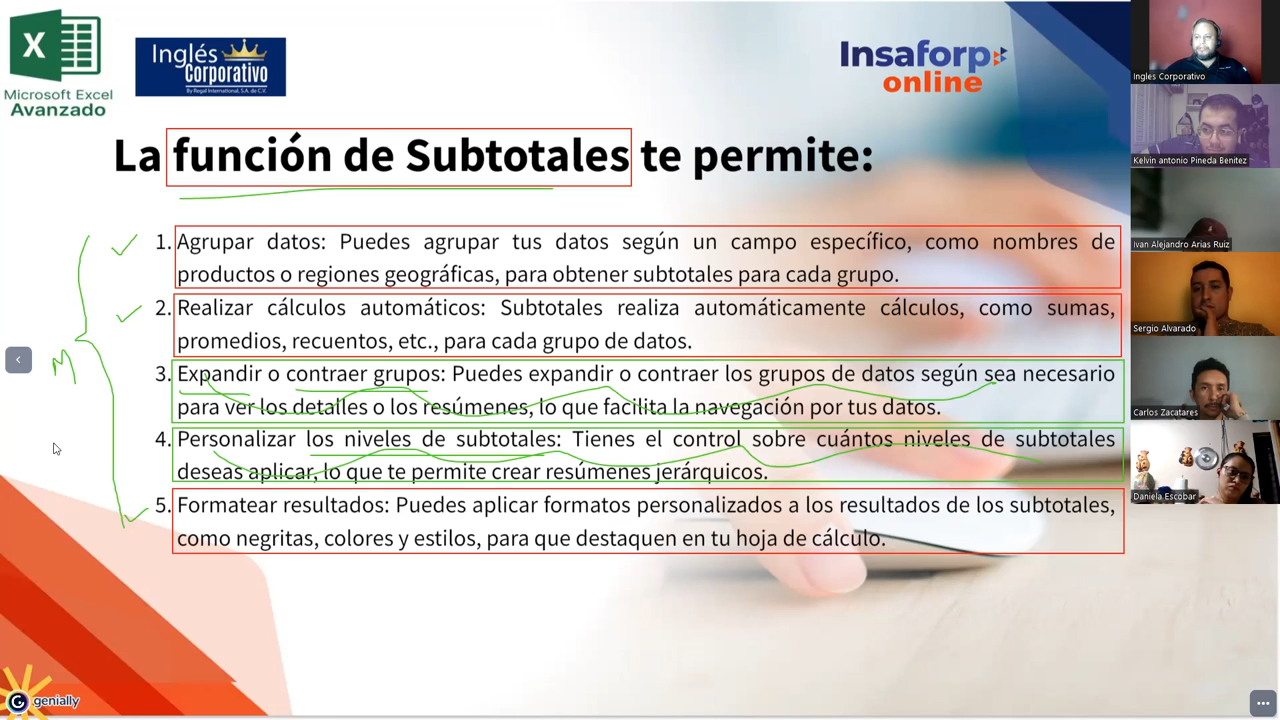 X
Microsoft Excel
Avanzado
Inglés
Corporativo
By Regal International, S.A. de C.V.
Insaforp
online
La función de Subtotales te permite:
1. Agrupar datos: Puedes agrupar tus datos según un campo específico, como nombres de
productos o regiones geográficas, para obtener subtotales para cada grupo.
2. Realizar cálculos automáticos: Subtotales realiza automáticamente cálculos, como sumas,
promedios, recuentos, etc., para cada grupo de datos.
3. Expandir o contraer grupos: Puedes expandir o contraer los grupos de datos según sea necesario
para ver los detalles o los resúmenes, lo que facilita la navegación por tus datos.
4. Personalizar los niveles de subtotales: Tienes el control sobre cuántos niveles de subtotales
deseas aplicar, lo que te permite crear resúmenes jerárquicos.
5. Formatear resultados: Puedes aplicar formatos personalizados a los resultados de los subtotales,
como negritas, colores y estilos, para que destaquen en tu hoja de cálculo.
M
G genially
Ingles Corporativo
Kelvin antonio Pineda Benitez
Ivan Alejandro Arias Ruiz
Sergio Alvarado
Carlos Zacatares
Daniela Escobar